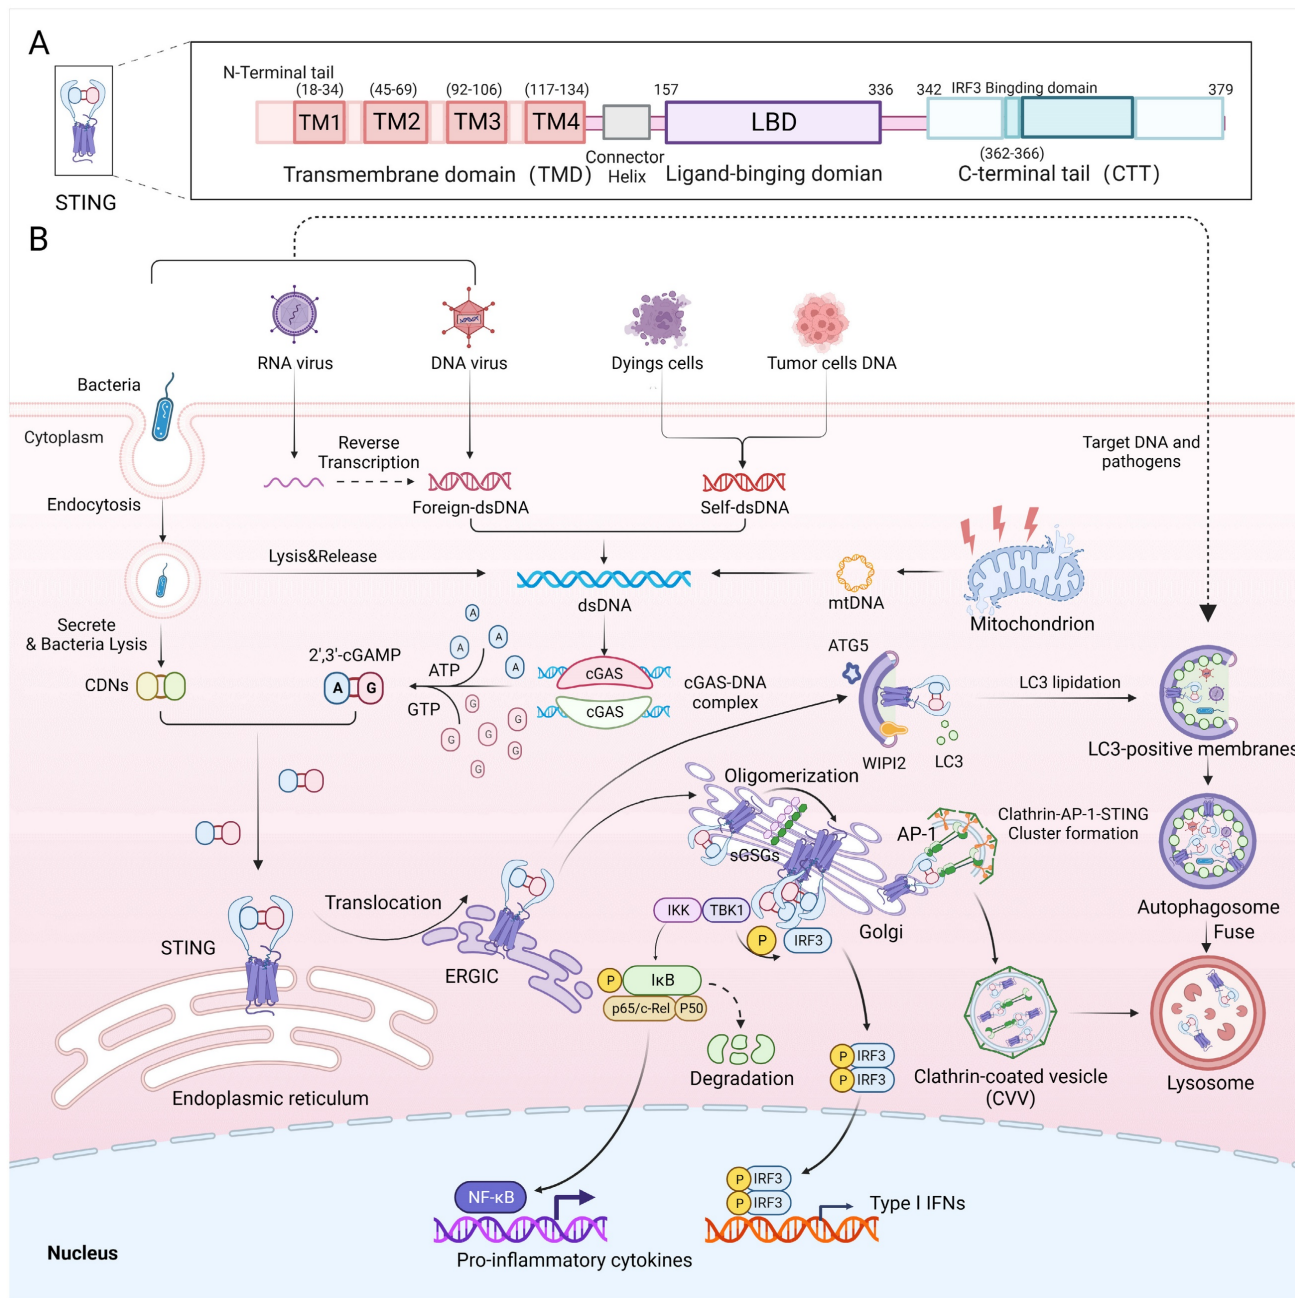 A
N-Terminal tail
(18-34) (45-69) (92-106) (117-134) 157 336 342 IRF3 Bingding domain 379
TM1 TM2 TM3 TM4 LBD
(362-366)
Connector
Helix
Transmembrane domain (TMD) Ligand-binging domian C-terminal tail (CTT)
STING
B
RNA virus DNA virus Dyings cells Tumor cells DNA
Bacteria
Cytoplasm
Reverse
Transcription
Target DNA and
pathogens
Endocytosis
Foreign-dsDNA Self-dsDNA
Lysis&Release
dsDNA
mtDNA
Mitochondrion
Secrete
& Bacteria Lysis
CDNs
2',3'-cGAMP
A G
ATP
GTP
A
A
A
A
G
G
G
G
G
G
cGAS
cGAS
cGAS-DNA
complex
ATG5
WIPI2
LC3
LC3 lipidation
LC3-positive membranes
Oligomerization
sGSGs
AP-1
Clathrin-AP-1-STING
Cluster formation
Autophagosome
Fuse
Translocation
STING
ERGIC
IKK TBK1
P IRF3
Golgi
P IκB
p65/c-Rel P50
Degradation
P IRF3
P IRF3
Clathrin-coated vesicle
(CVV)
Lysosome
Endoplasmic reticulum
NF-κB
P IRF3
P IRF3
Type I IFNs
Pro-inflammatory cytokines
Nucleus